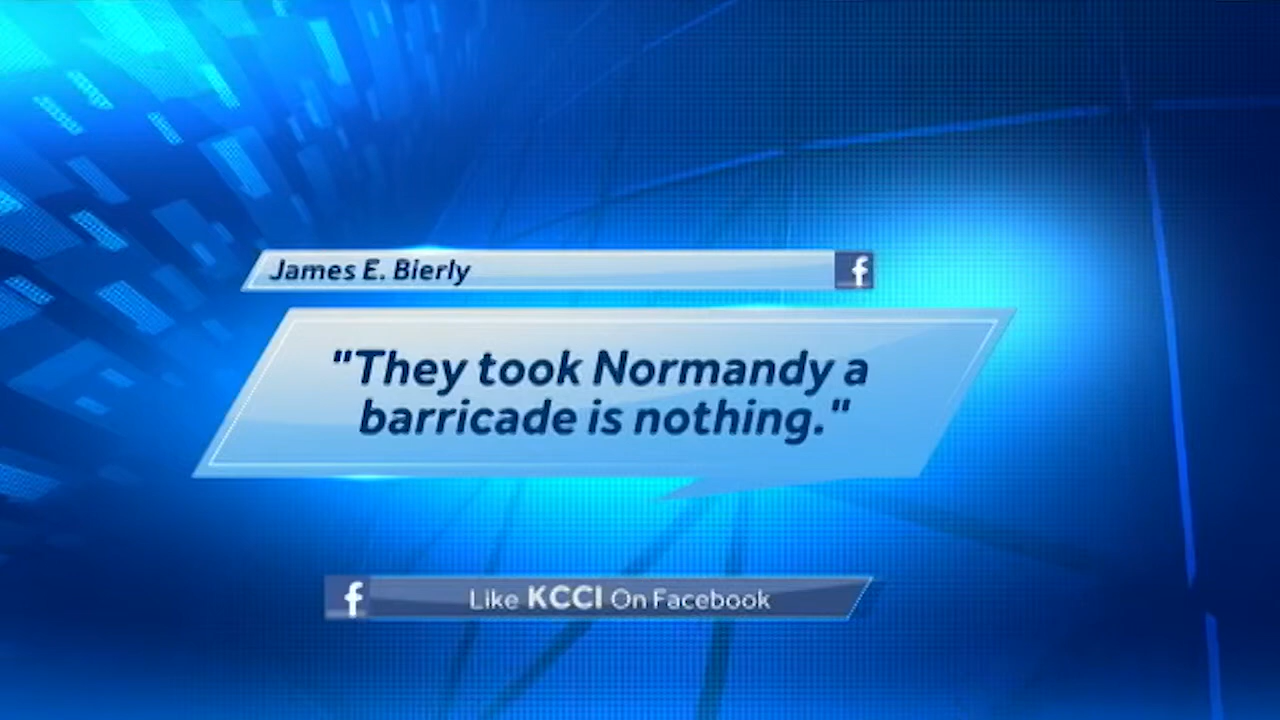 James E. Bierly
"They took Normandy a
barricade is nothing."
Like KCCI On Facebook